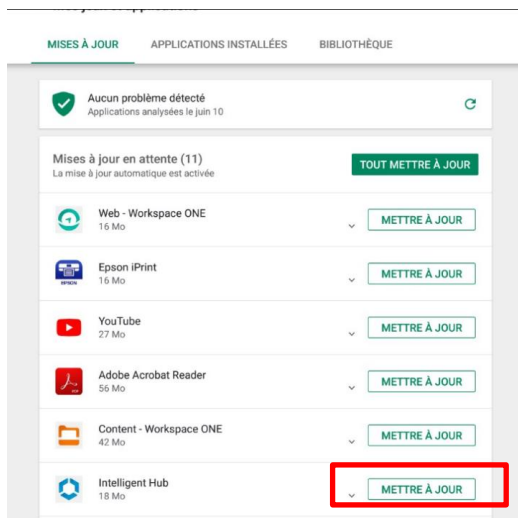 MISES À JOUR APPLICATIONS INSTALLÉES BIBLIOTHÈQUE
Aucun problème détecté
Applications analysées le juin 10
Mises à jour en attente (11)
La mise à jour automatique est activée
TOUT METTRE À JOUR
Web - Workspace ONE
16 Mo
METTRE À JOUR
EPSON
Epson iPrint
16 Mo
METTRE À JOUR
YouTube
27 Mo
METTRE À JOUR
Adobe Acrobat Reader
56 Mo
METTRE À JOUR
Content - Workspace ONE
42 Mo
METTRE À JOUR
Intelligent Hub
18 Mo
METTRE À JOUR